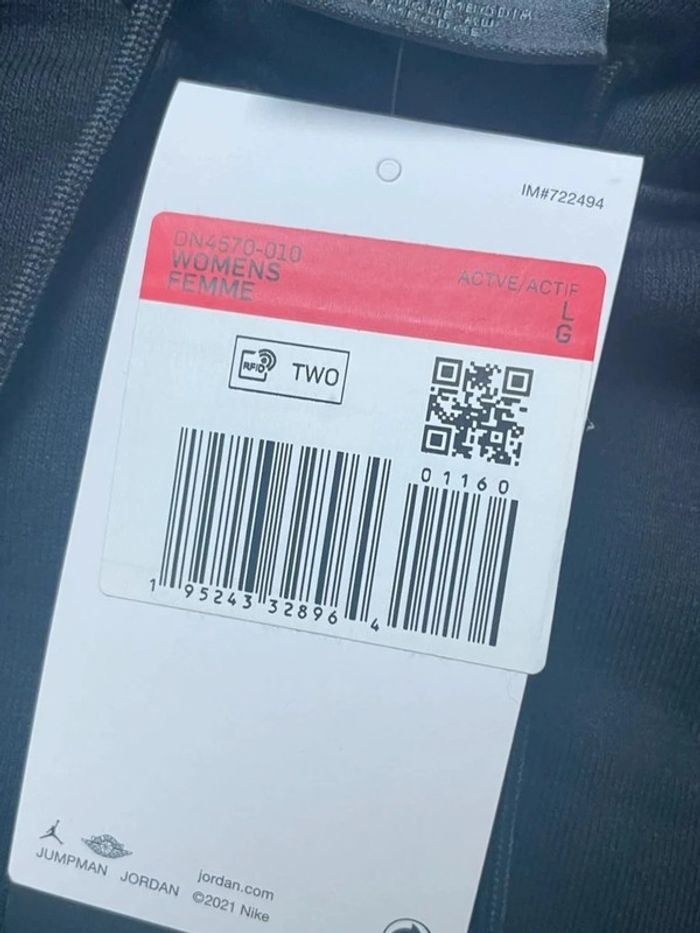 IM#722494
DN4570-010
WOMENS
FEMME
ACTVE/ACTIF
L
G
RFID TWO
01160
1 95243 32896 4
JUMPMAN JORDAN
jordan.com
©2021 Nike